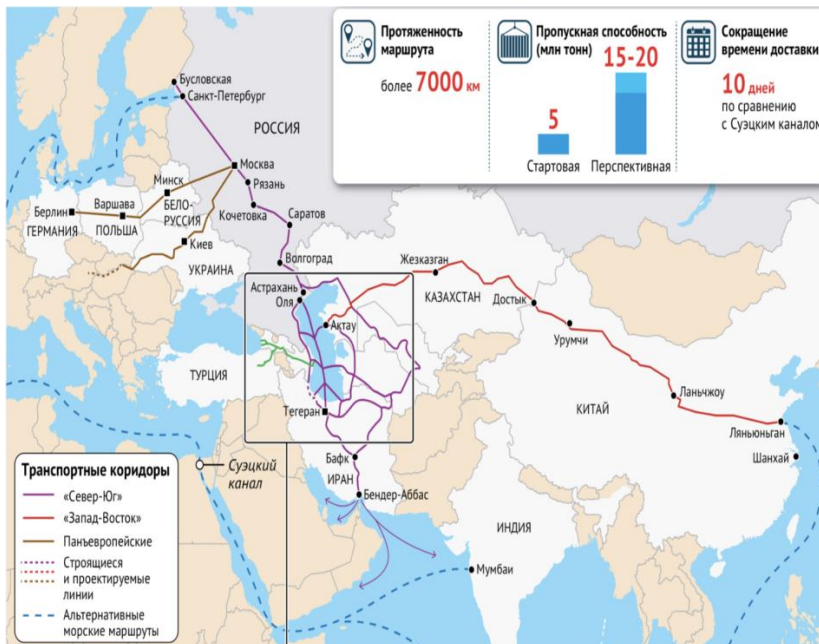 Протяженность
маршрута
более 7000 км
Пропускная способность
(млн тонн)
15-20
5
Стартовая
Перспективная
Сокращение
времени доставки
10 дней
по сравнению
с Суэцким каналом
Бусловская
Санкт-Петербург
РОССИЯ
Москва
Минск
Рязань
Варшава
БЕЛО-
РУССИЯ
Берлин
ГЕРМАНИЯ
ПОЛЬША
Кочетовка
Саратов
Киев
УКРАИНА
Волгоград
Жезказган
Астрахань
КАЗАХСТАН
Достык
Оля
Актау
Урумчи
ТУРЦИЯ
Ланьчжоу
КИТАЙ
Тегеран
Ляньюньган
Шанхай
Бафк
ИРАН
Бендер-Аббас
Суэцкий
канал
ИНДИЯ
Мумбаи
Транспортные коридоры
«Север-Юг»
«Запад-Восток»
Панъевропейские
Строящиеся
и проектируемые
линии
Альтернативные
морские маршруты